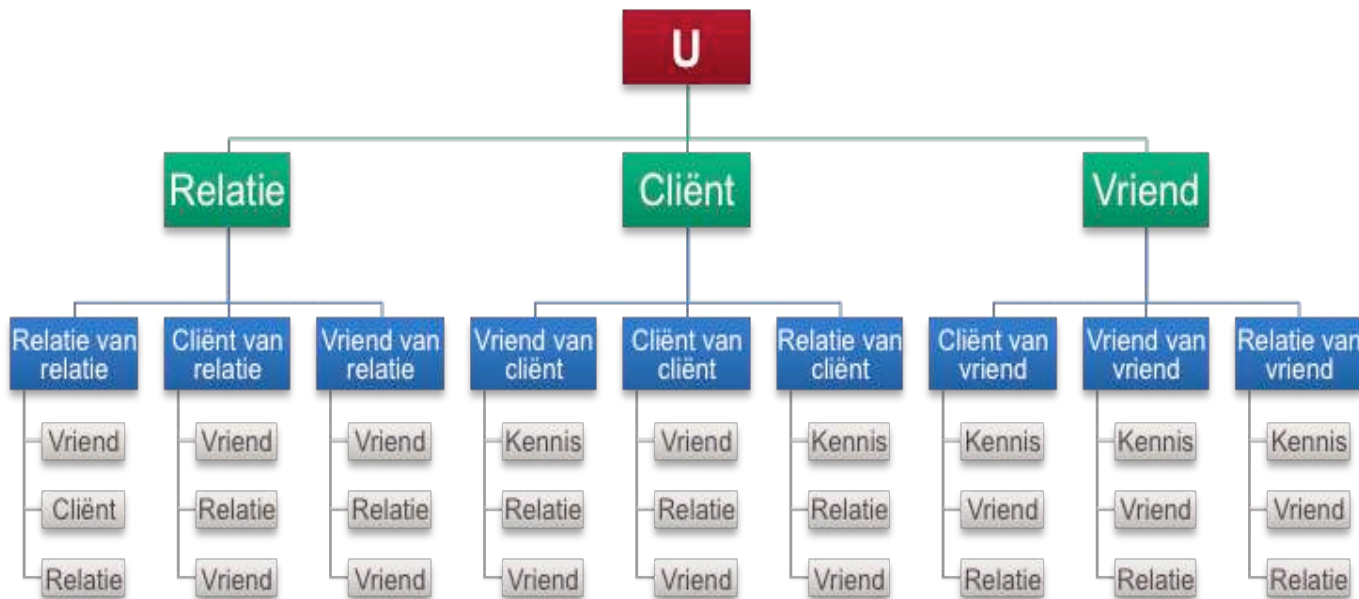 U
Relatie
Cliënt
Vriend
Relatie van
relatie
Cliënt van
relatie
Vriend van
relatie
Vriend van
cliënt
Cliënt van
cliënt
Relatie van
cliënt
Cliënt van
vriend
Vriend van
vriend
Relatie van
vriend
Vriend
Vriend
Vriend
Kennis
Vriend
Kennis
Kennis
Kennis
Kennis
Cliënt
Relatie
Relatie
Relatie
Relatie
Relatie
Vriend
Vriend
Vriend
Relatie
Vriend
Vriend
Vriend
Vriend
Vriend
Relatie
Relatie
Relatie